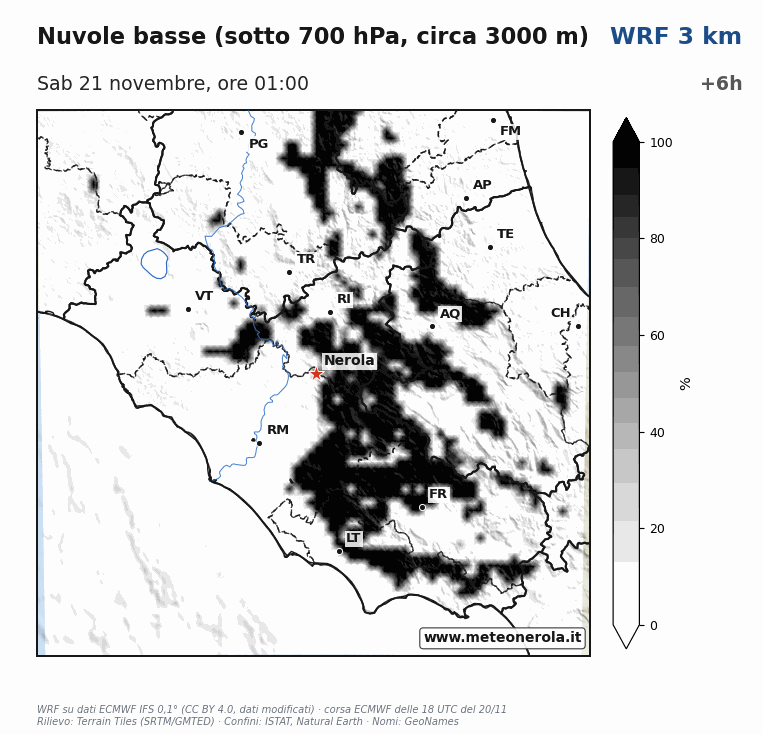 Nuvole basse (sotto 700 hPa, circa 3000 m) WRF 3 km
Sab 21 novembre, ore 01:00 +6h
FM
PG
AP
TE
TR
VT
RI
AQ
CH
Nerola
RM
FR
LT
www.meteonerola.it
100
80
60
40
20
0
%
WRF su dati ECMWF IFS 0,1° (CC BY 4.0, dati modificati) · corsa ECMWF delle 18 UTC del 20/11
Rilievo: Terrain Tiles (SRTM/GMTED) · Confini: ISTAT, Natural Earth · Nomi: GeoNames